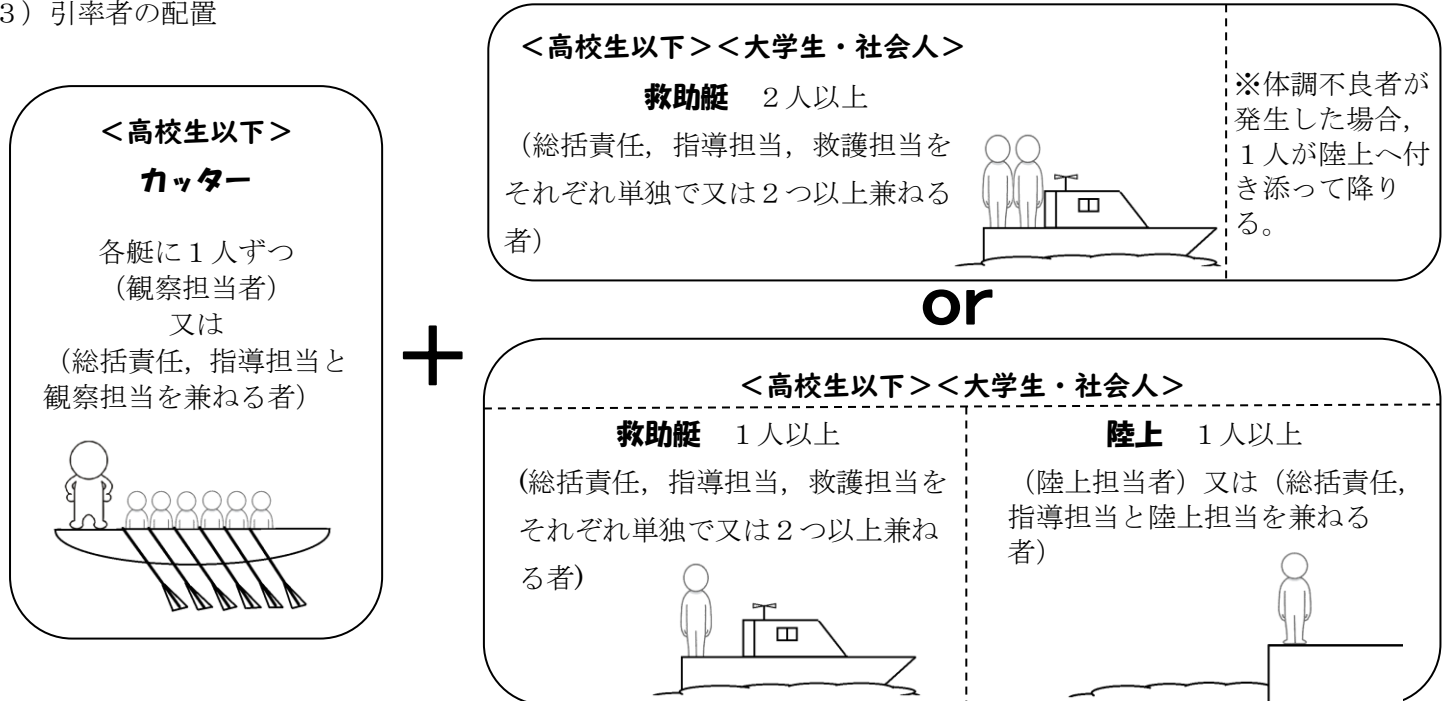 ３）引率者の配置
＜高校生以下＞
カッター
各艇に１人ずつ
（観察担当者）
又は
（総括責任，指導担当と
観察担当を兼ねる者）
＋
＜高校生以下＞＜大学生・社会人＞
救助艇　２人以上
（総括責任，指導担当，救護担当を
それぞれ単独で又は２つ以上兼ねる
者）
※体調不良者が
発生した場合，
１人が陸上へ付
き添って降り
る。
or
＜高校生以下＞＜大学生・社会人＞
救助艇　１人以上
(総括責任，指導担当，救護担当を
それぞれ単独で又は２つ以上兼ね
る者)
陸上　１人以上
（陸上担当者）又は（総括責任，
指導担当と陸上担当を兼ねる
者）